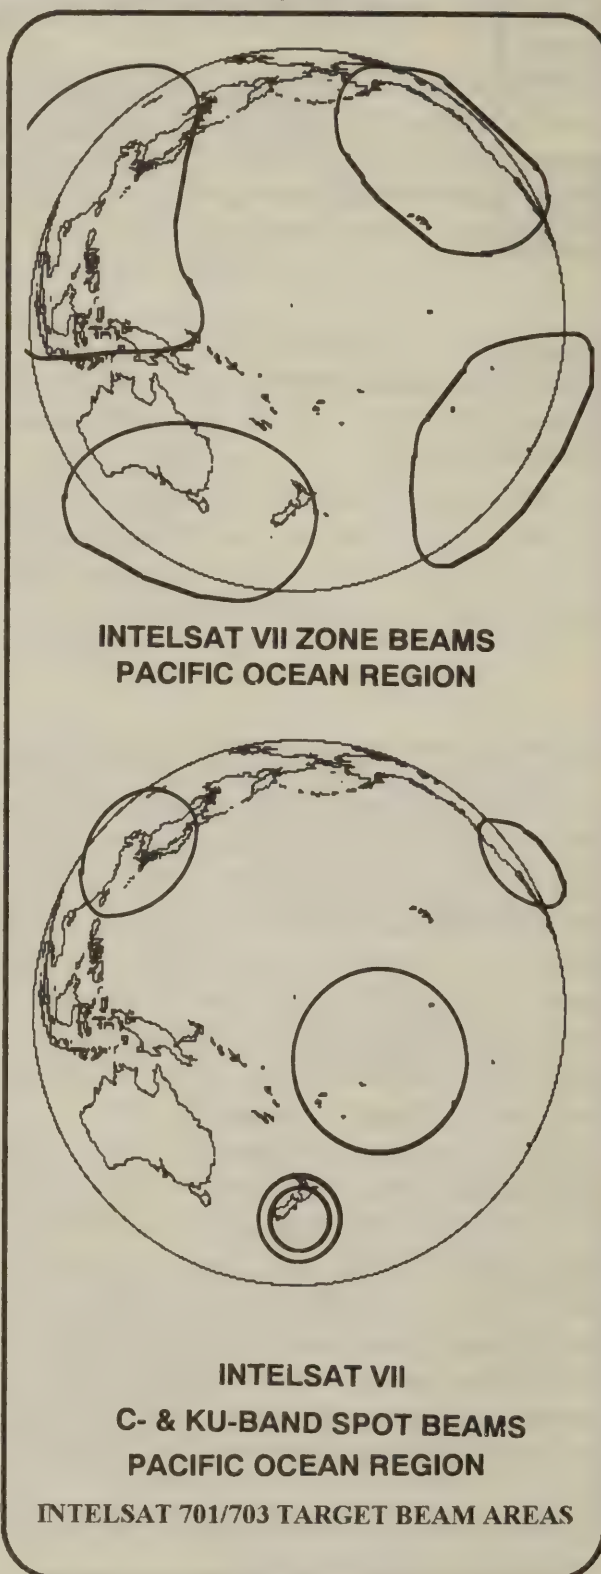 INTELSAT VII ZONE BEAMS
PACIFIC OCEAN REGION
INTELSAT VII
C- & KU-BAND SPOT BEAMS
PACIFIC OCEAN REGION
INTELSAT 701/703 TARGET BEAM AREAS